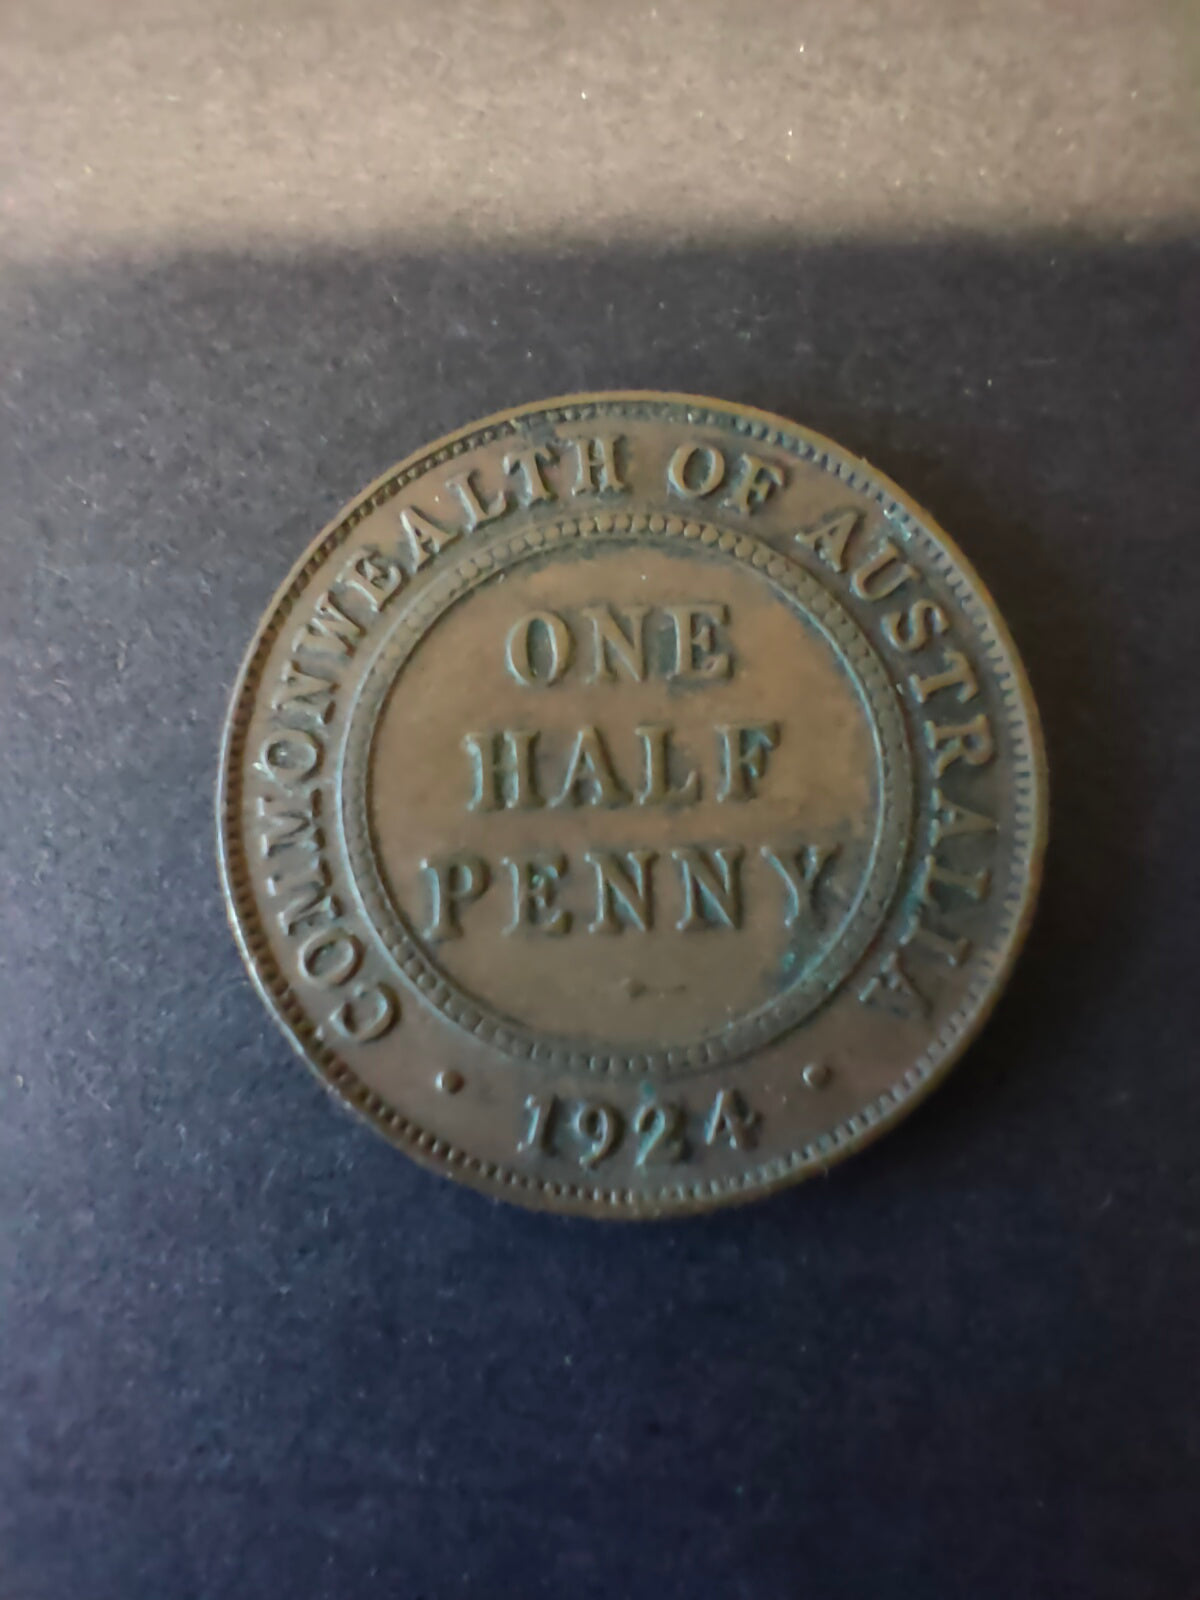 COMMONWEALTH OF AUSTRALIA
ONE
HALF
PENNY
· 1924 ·